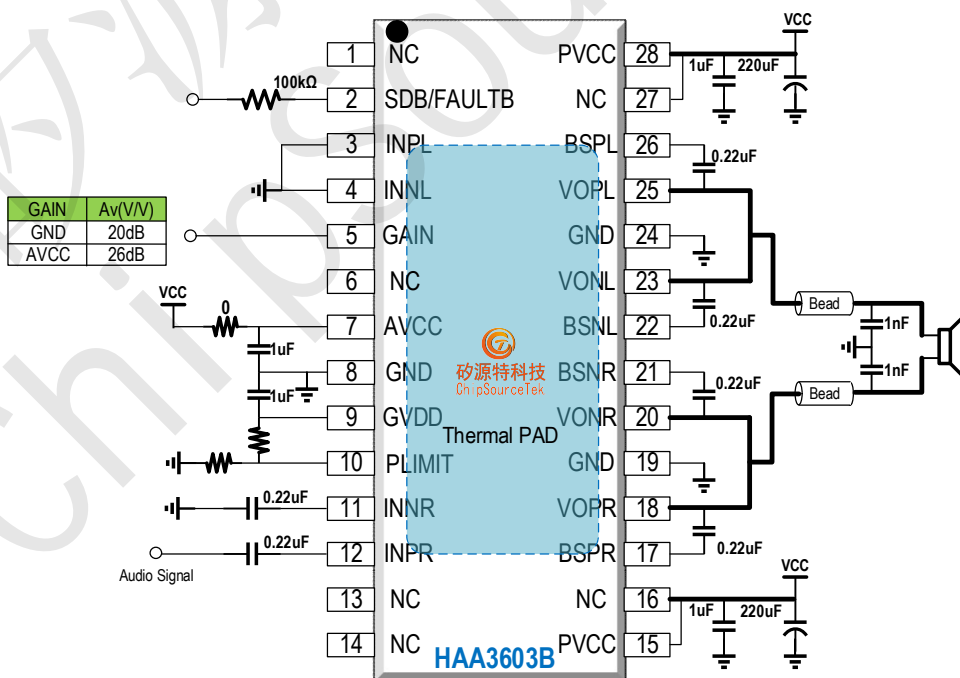 VCC
1 NC
PVCC 28
1uF 220uF
100kΩ
2 SDB/FAULTB
NC 27
3 INPL
BSPL 26
0.22uF
4 INNL
VOPL 25
GAIN Av(V/V)
GND 20dB
AVCC 26dB
5 GAIN
GND 24
6 NC
VONL 23
VCC
0
7 AVCC
BSNL 22
0.22uF
Bead
1nF
1uF
8 GND
矽源特科技
ChipSourceTek
BSNR 21
0.22uF
1nF
1uF
9 GVDD
VONR 20
Bead
Thermal PAD
10 PLIMIT
GND 19
0.22uF
11 INNR
VOPR 18
0.22uF
12 INPR
BSPR 17
0.22uF
Audio Signal
VCC
13 NC
NC 16
1uF 220uF
14 NC
PVCC 15
HAA3603B